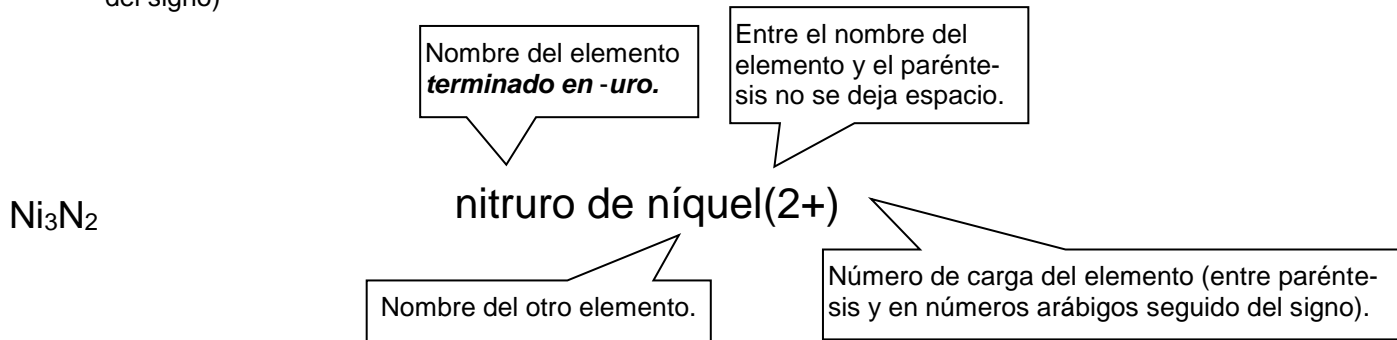 del signo)
Nombre del elemento
terminado en -uro.
Entre el nombre del
elemento y el parénte-
sis no se deja espacio.
Ni3N2
nitruro de níquel(2+)
Nombre del otro elemento.
Número de carga del elemento (entre parénte-
sis y en números arábigos seguido del signo).